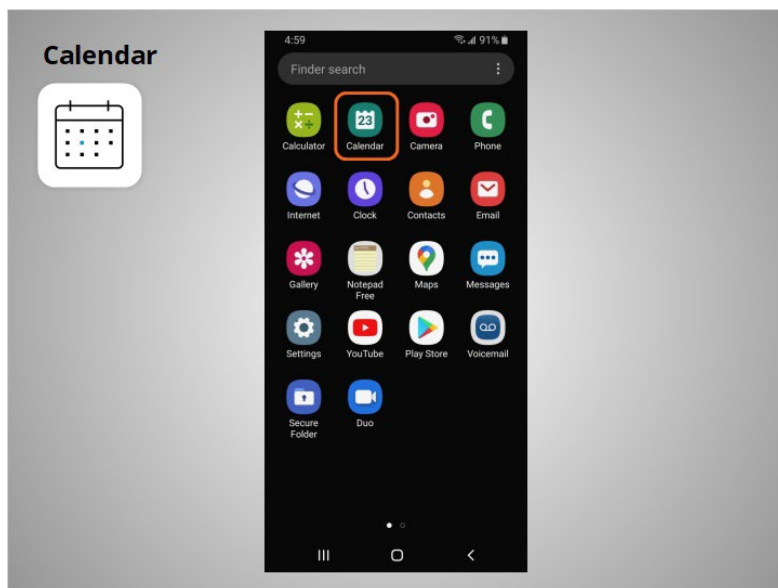 Calendar
4:59 91%
Finder search
23
Calculator Calendar Camera Phone
Internet Clock Contacts Email
Gallery Notepad Maps Messages
Free
Settings YouTube Play Store Voicemail
Secure Duo
Folder